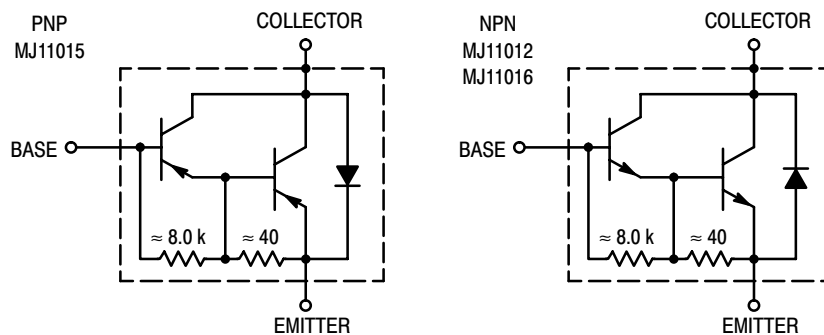 PNP
MJ11015
COLLECTOR
BASE
≈ 8.0 k
≈ 40
EMITTER
NPN
MJ11012
MJ11016
COLLECTOR
BASE
≈ 8.0 k
≈ 40
EMITTER